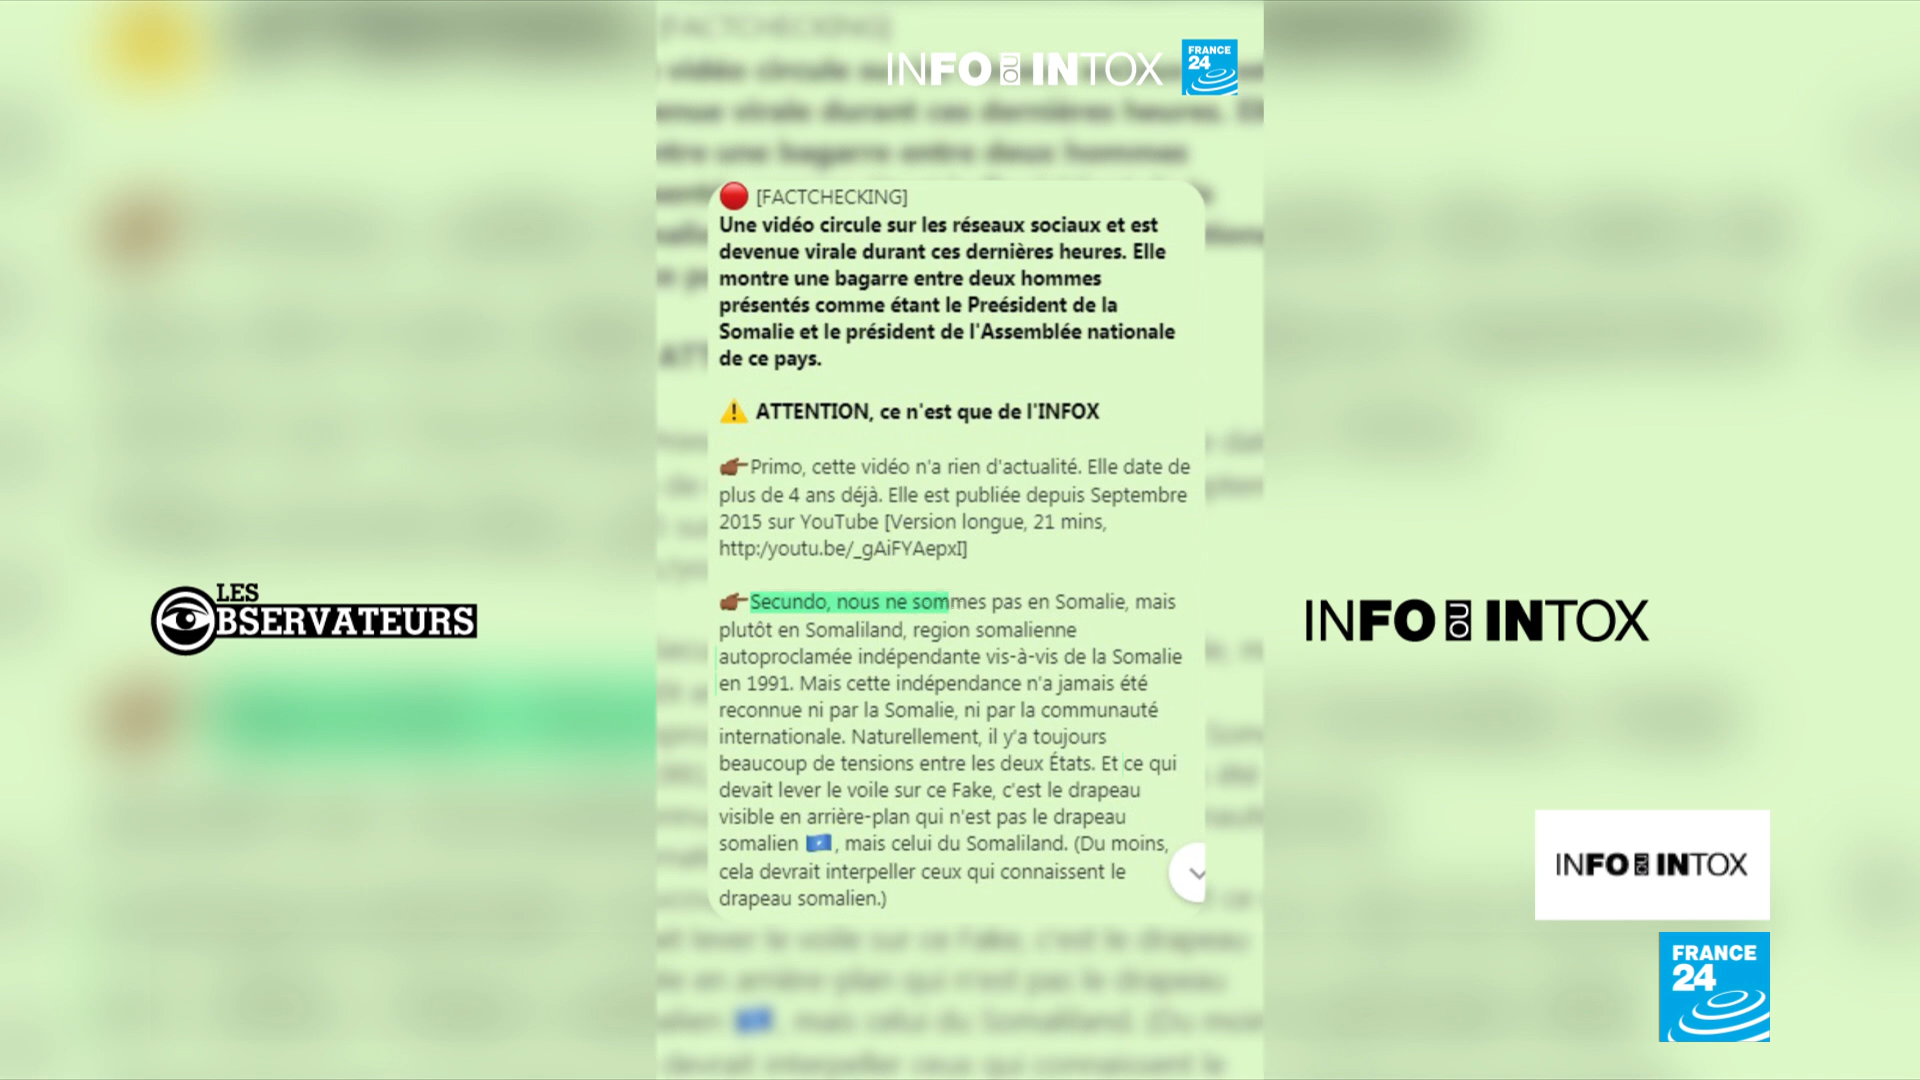 INFO OU INTOX
FRANCE
24
[FACTCHECKING]
Une vidéo circule sur les réseaux sociaux et est
devenue virale durant ces dernières heures. Elle
montre une bagarre entre deux hommes
présentés comme étant le Preésident de la
Somalie et le président de l'Assemblée nationale
de ce pays.
⚠️ ATTENTION, ce n'est que de l'INFOX
Primo, cette vidéo n'a rien d'actualité. Elle date de
plus de 4 ans déjà. Elle est publiée depuis Septembre
2015 sur YouTube [Version longue, 21 mins,
http:/youtu.be/_gAiFYAepxI]
Secundo, nous ne sommes pas en Somalie, mais
plutôt en Somaliland, region somalienne
autoproclamée indépendante vis-à-vis de la Somalie
en 1991. Mais cette indépendance n'a jamais été
reconnue ni par la Somalie, ni par la communauté
internationale. Naturellement, il y'a toujours
beaucoup de tensions entre les deux États. Et ce qui
devait lever le voile sur ce Fake, c'est le drapeau
visible en arrière-plan qui n'est pas le drapeau
somalien , mais celui du Somaliland. (Du moins,
cela devrait interpeller ceux qui connaissent le
drapeau somalien.)
LES
OBSERVATEURS
INFO OU INTOX
INFO OU INTOX
FRANCE
24